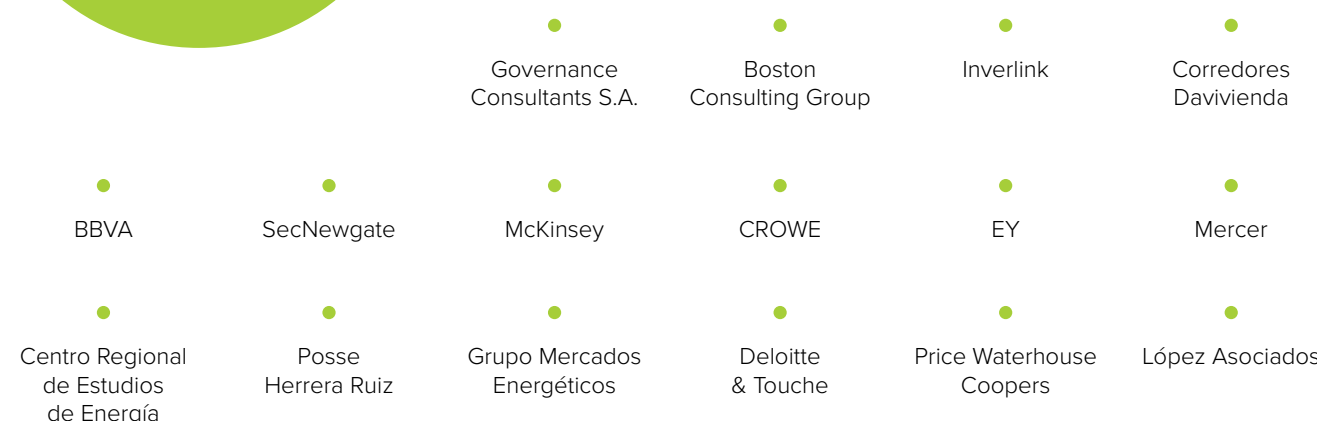 Governance
Consultants S.A.
Boston
Consulting Group
Inverlink
Corredores
Davivienda
BBVA
SecNewgate
McKinsey
CROWE
EY
Mercer
Centro Regional
de Estudios
de Energía
Posse
Herrera Ruiz
Grupo Mercados
Energéticos
Deloitte
& Touche
Price Waterhouse
Coopers
López Asociados